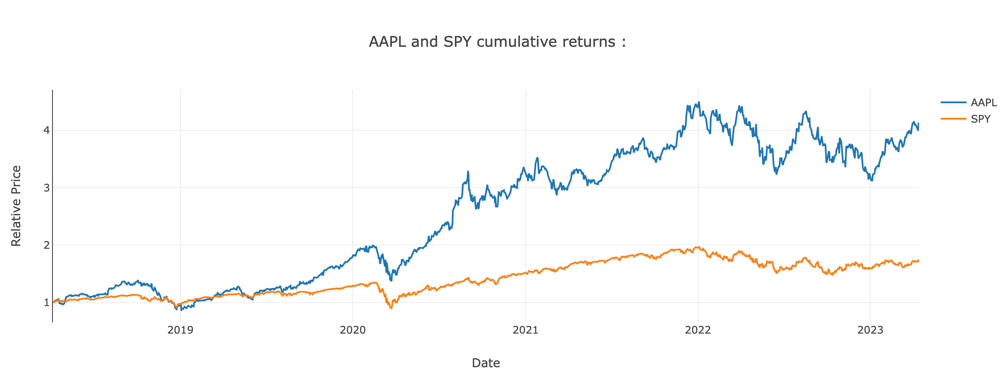 AAPL and SPY cumulative returns :
AAPL
SPY
Relative Price
4
3
2
1
2019
2020
2021
2022
2023
Date